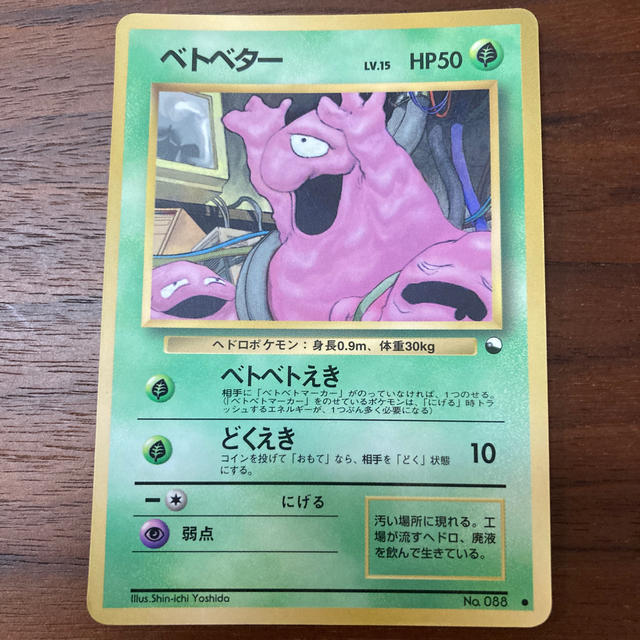 ベトベター LV.15 HP50
ヘドロポケモン：身長0.9m、体重30kg
ベトベトえき
相手に「ベトベトマーカー」がのっていなければ、1つのせる。
(「ベトベトマーカー」をのせているポケモンは、「にげる」時トラ
ッシュするエネルギーが、1つぶん多く必要になる)
どくえき 10
コインを投げて「おもて」なら、相手を「どく」状態
にする。
ー にげる
弱点
汚い場所に現れる。工
場が流すヘドロ、廃液
を飲んで生きている。
Illus.Shin-ichi Yoshida
No. 088